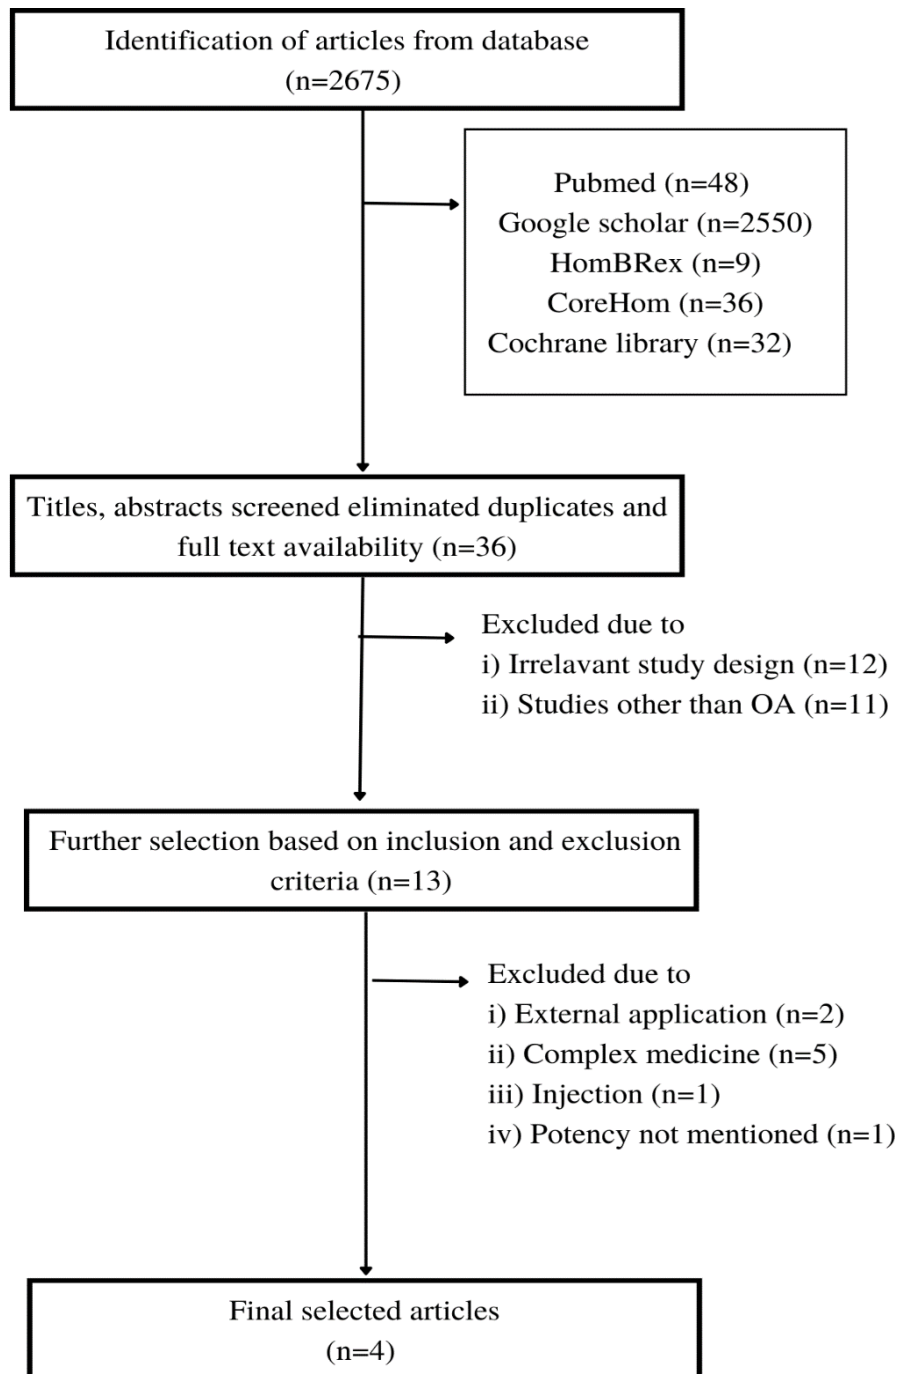 Identification of articles from database
(n=2675)
Pubmed (n=48)
Google scholar (n=2550)
HomBRex (n=9)
CoreHom (n=36)
Cochrane library (n=32)
Titles, abstracts screened eliminated duplicates and
full text availability (n=36)
Excluded due to
i) Irrelavant study design (n=12)
ii) Studies other than OA (n=11)
Further selection based on inclusion and exclusion
criteria (n=13)
Excluded due to
i) External application (n=2)
ii) Complex medicine (n=5)
iii) Injection (n=1)
iv) Potency not mentioned (n=1)
Final selected articles
(n=4)